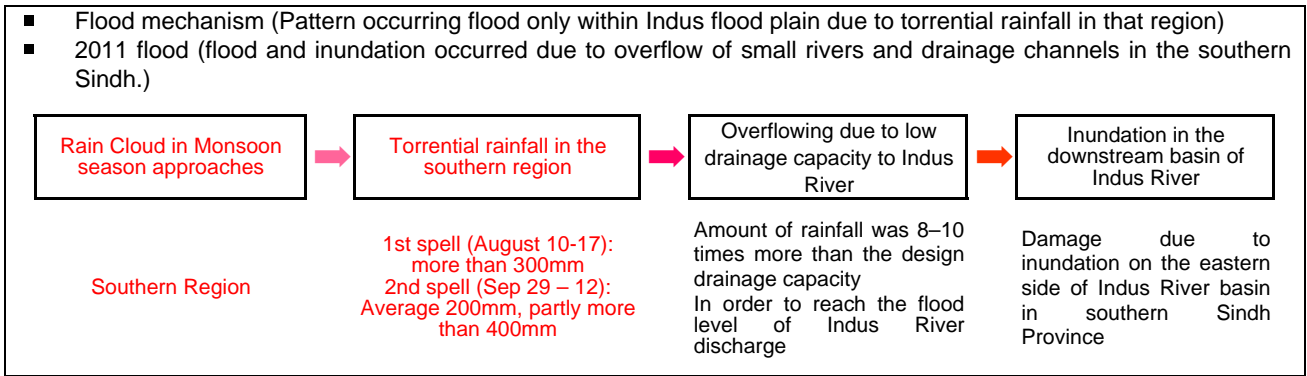 ▪ Flood mechanism (Pattern occurring flood only within Indus flood plain due to torrential rainfall in that region)
▪ 2011 flood (flood and inundation occurred due to overflow of small rivers and drainage channels in the southern
Sindh.)
Rain Cloud in Monsoon
season approaches
Torrential rainfall in the
southern region
Overflowing due to low
drainage capacity to Indus
River
Inundation in the
downstream basin of
Indus River
Southern Region
1st spell (August 10-17):
more than 300mm
2nd spell (Sep 29 – 12):
Average 200mm, partly more
than 400mm
Amount of rainfall was 8–10
times more than the design
drainage capacity
In order to reach the flood
level of Indus River
discharge
Damage due to
inundation on the eastern
side of Indus River basin
in southern Sindh
Province